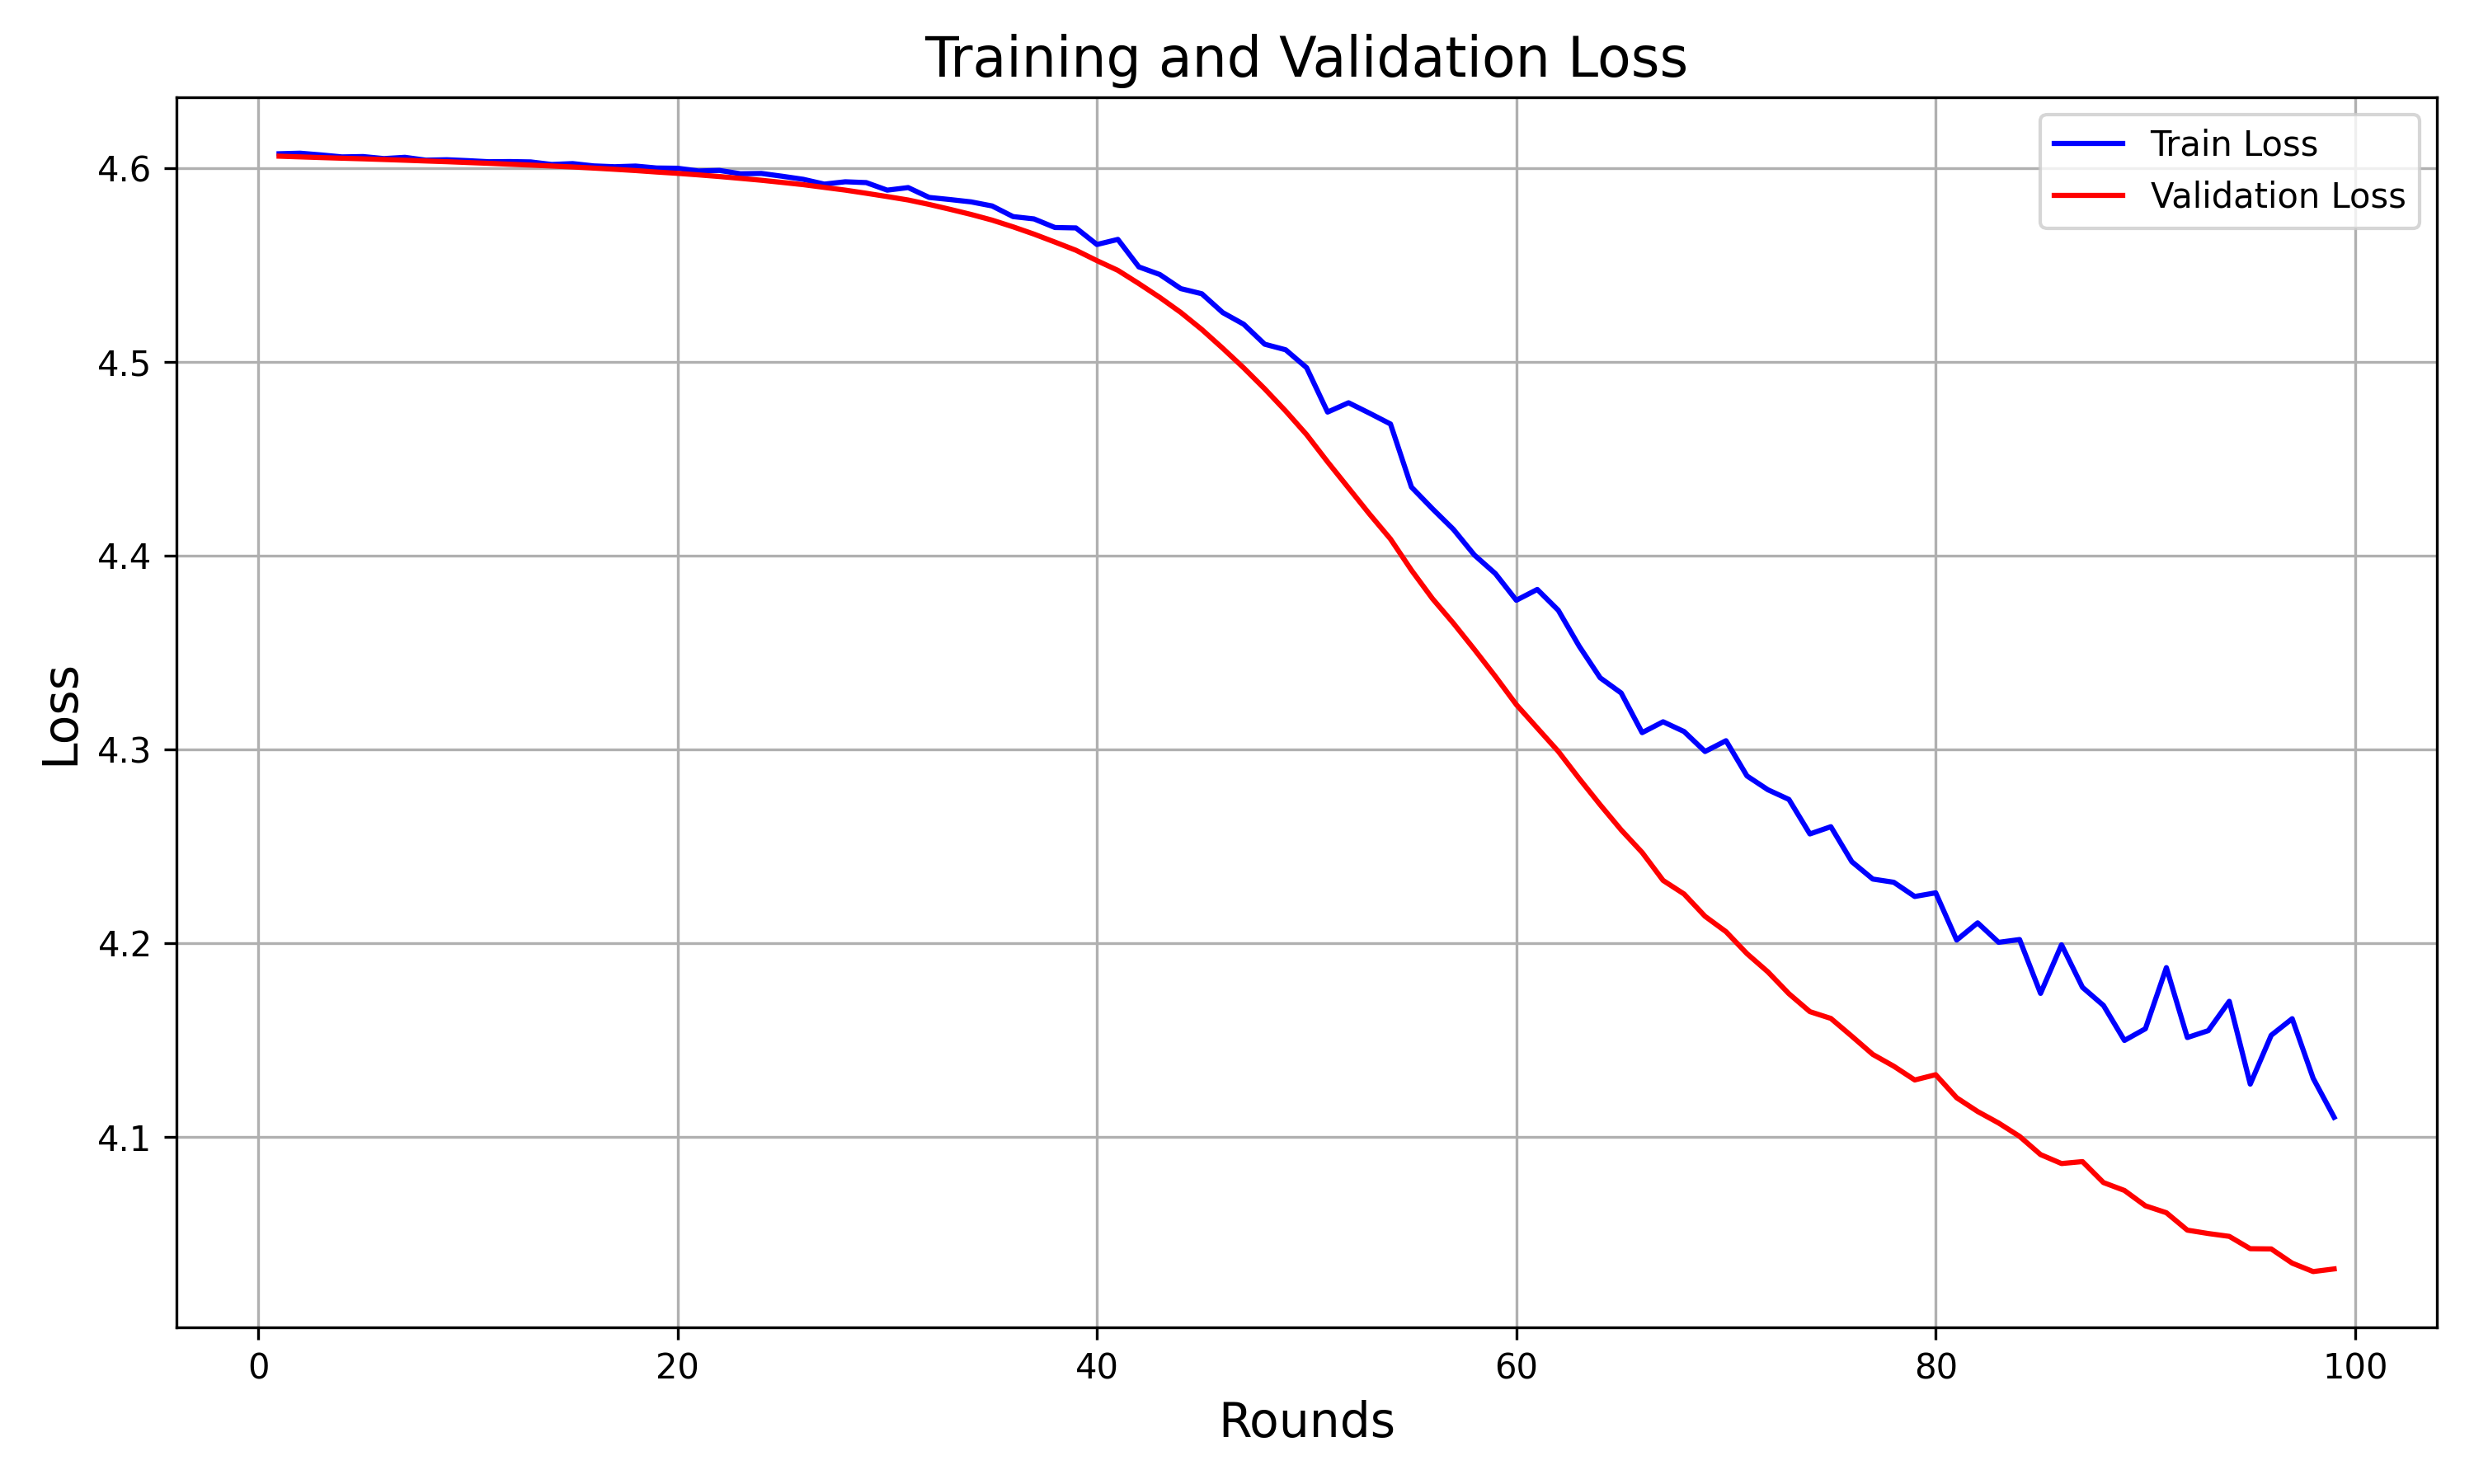 Training and Validation Loss
Train Loss
Validation Loss
4.6
4.5
4.4
4.3
4.2
4.1
Loss
0 20 40 60 80 100
Rounds